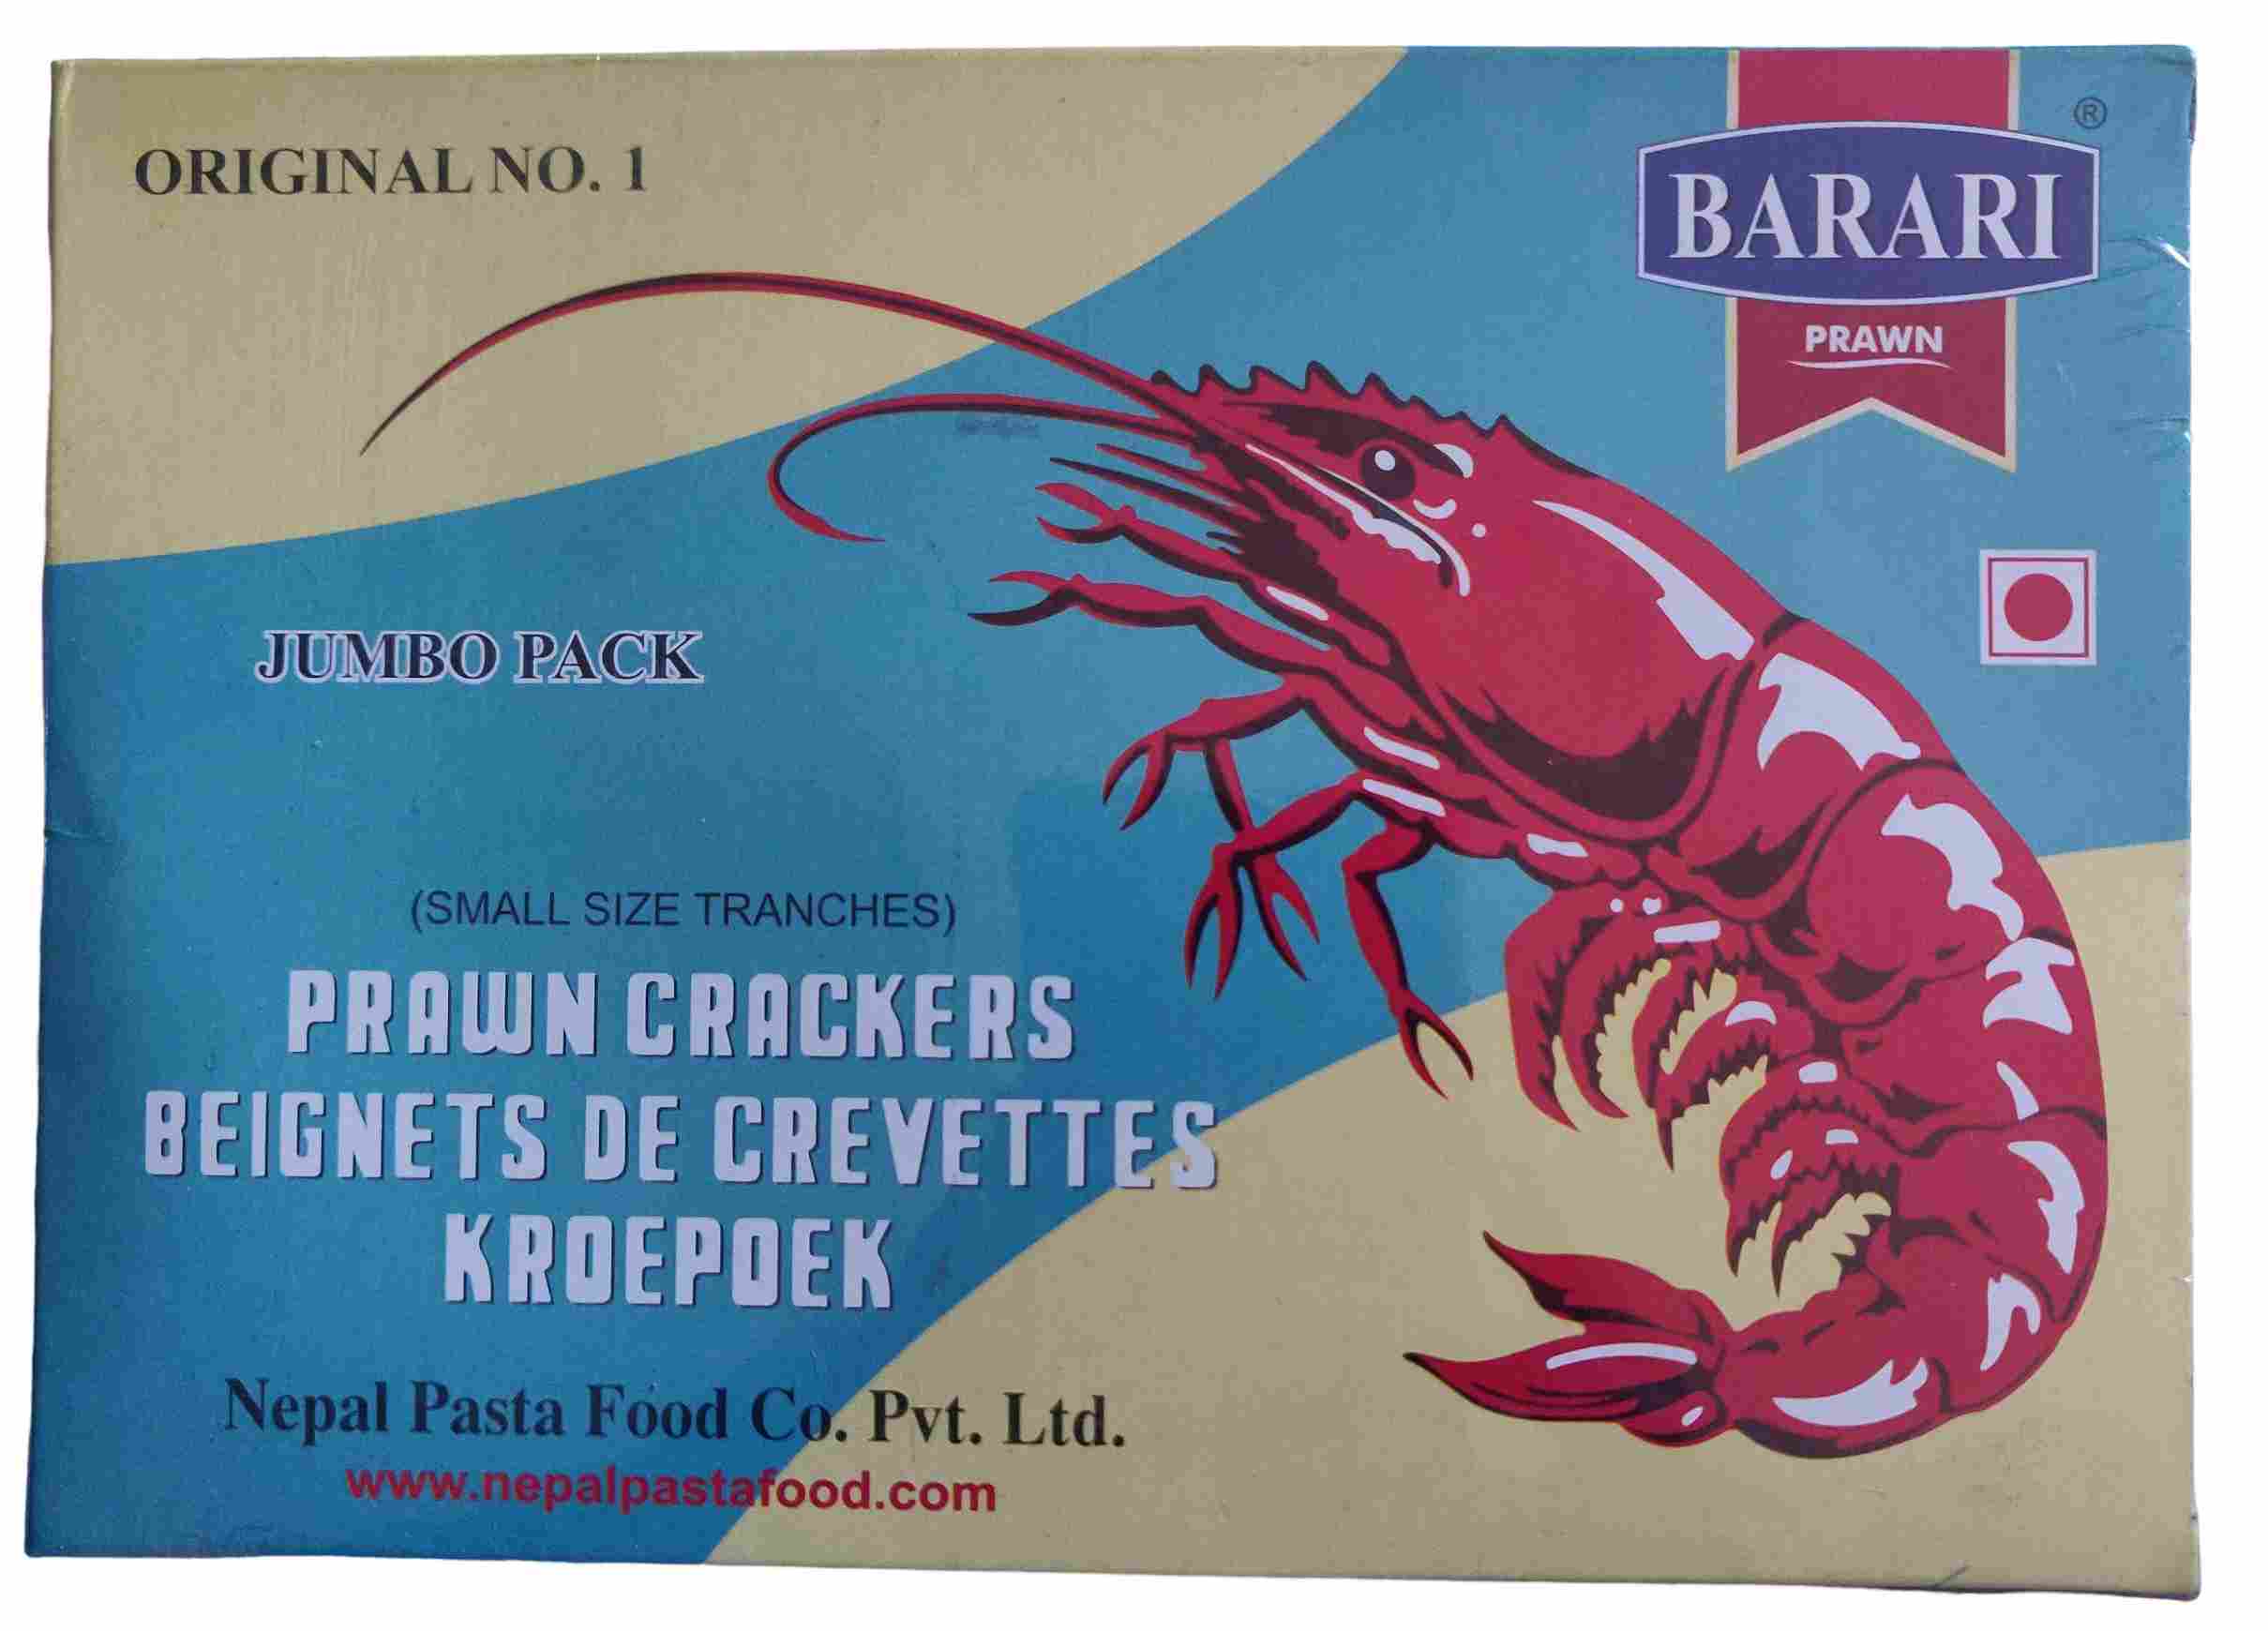 ORIGINAL NO. 1
®
BARARI
PRAWN
JUMBO PACK
(SMALL SIZE TRANCHES)
PRAWN CRACKERS
BEIGNETS DE CREVETTES
KROEPOEK
Nepal Pasta Food Co. Pvt. Ltd.
www.nepalpastafood.com